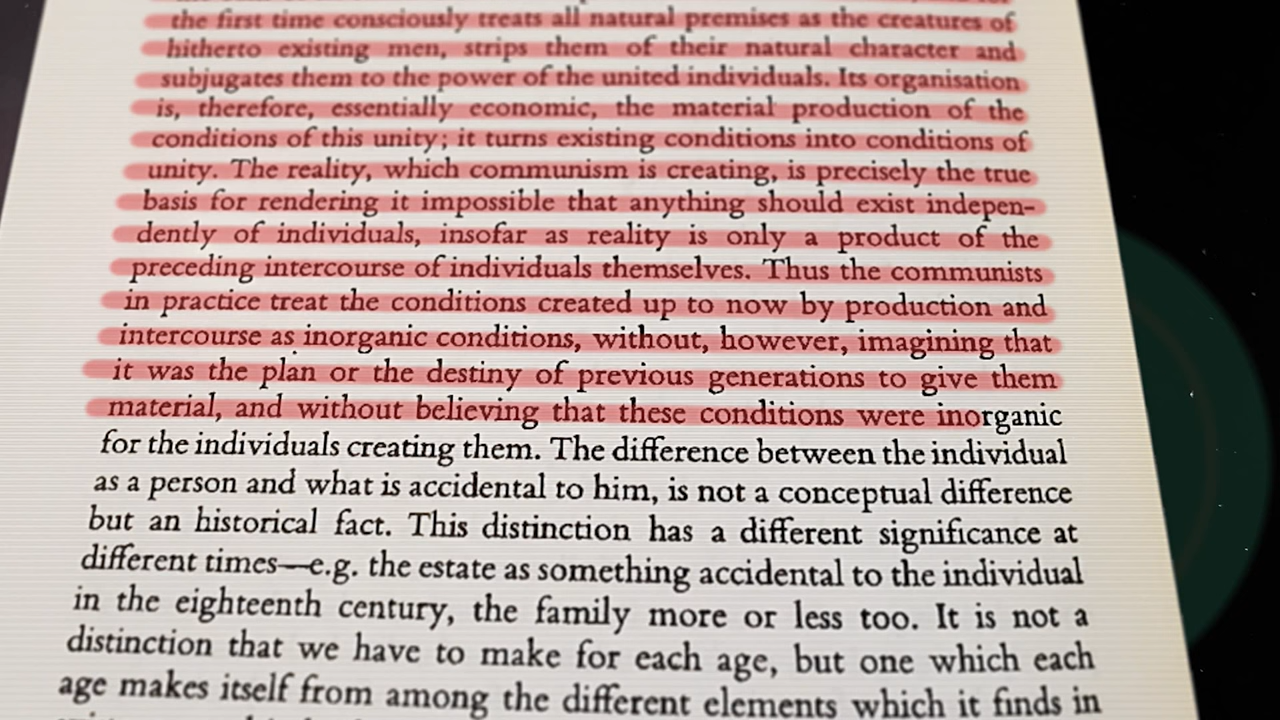 the first time consciously treats all natural premises as the creatures of
hitherto existing men, strips them of their natural character and
subjugates them to the power of the united individuals. Its organisation
is, therefore, essentially economic, the material production of the
conditions of this unity; it turns existing conditions into conditions of
unity. The reality, which communism is creating, is precisely the true
basis for rendering it impossible that anything should exist indepen-
dently of individuals, insofar as reality is only a product of the
preceding intercourse of individuals themselves. Thus the communists
in practice treat the conditions created up to now by production and
intercourse as inorganic conditions, without, however, imagining that
it was the plan or the destiny of previous generations to give them
material, and without believing that these conditions were inorganic
for the individuals creating them. The difference between the individual
as a person and what is accidental to him, is not a conceptual difference
but an historical fact. This distinction has a different significance at
different times—e.g. the estate as something accidental to the individual
in the eighteenth century, the family more or less too. It is not a
distinction that we have to make for each age, but one which each
age makes itself from among the different elements which it finds in